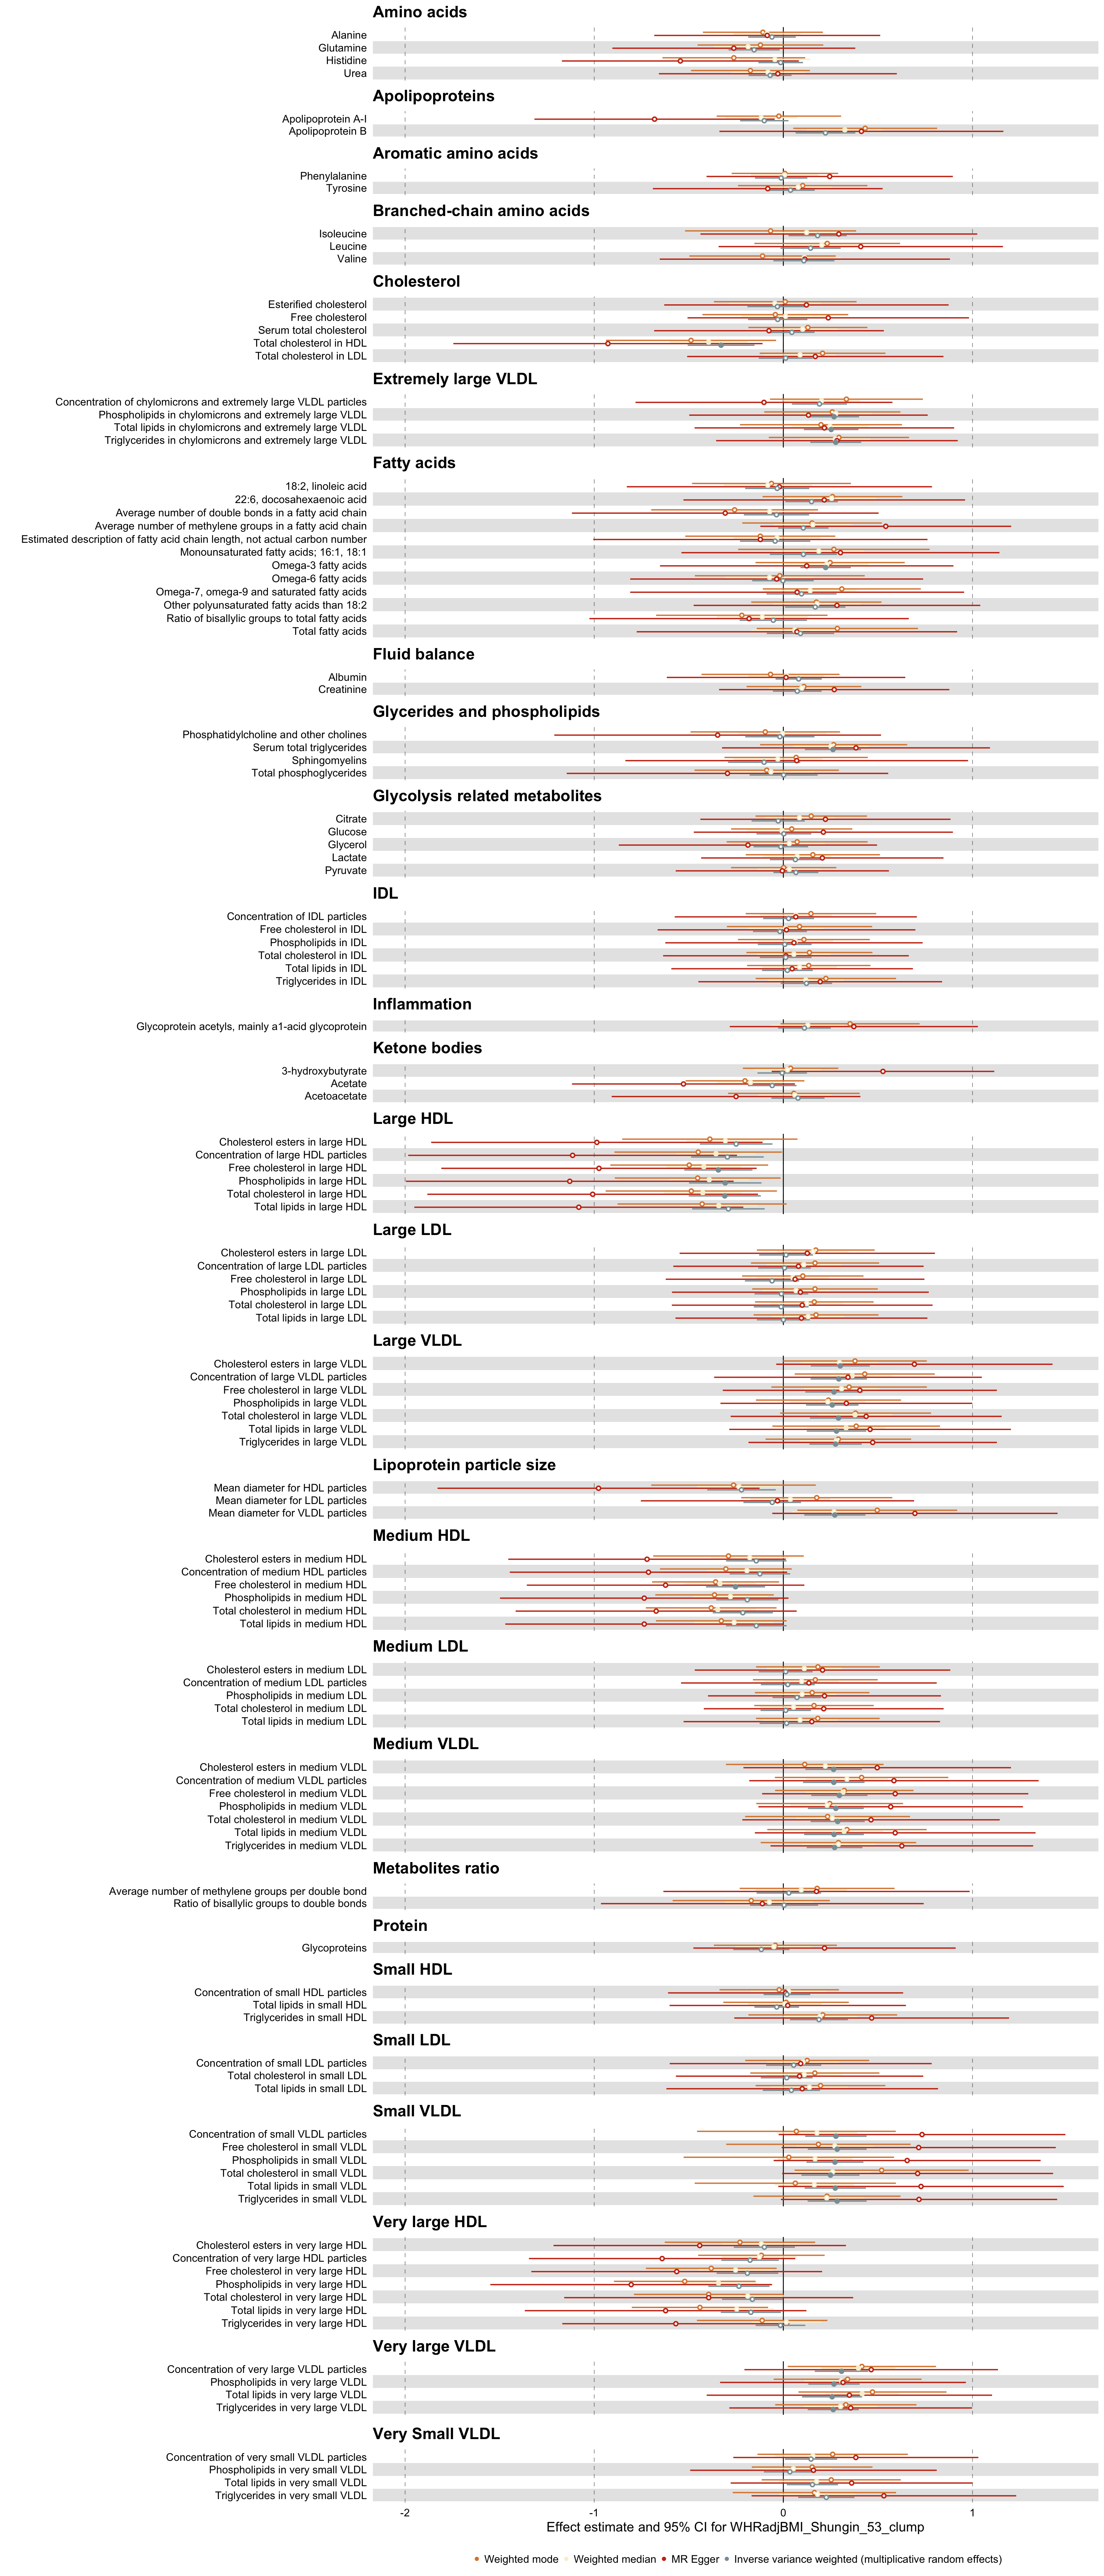 Amino acids
Alanine
Glutamine
Histidine
Urea
Apolipoproteins
Apolipoprotein A-I
Apolipoprotein B
Aromatic amino acids
Phenylalanine
Tyrosine
Branched-chain amino acids
Isoleucine
Leucine
Valine
Cholesterol
Esterified cholesterol
Free cholesterol
Serum total cholesterol
Total cholesterol in HDL
Total cholesterol in LDL
Extremely large VLDL
Concentration of chylomicrons and extremely large VLDL particles
Phospholipids in chylomicrons and extremely large VLDL
Total lipids in chylomicrons and extremely large VLDL
Triglycerides in chylomicrons and extremely large VLDL
Fatty acids
18:2, linoleic acid
22:6, docosahexaenoic acid
Average number of double bonds in a fatty acid chain
Average number of methylene groups in a fatty acid chain
Estimated description of fatty acid chain length, not actual carbon number
Monounsaturated fatty acids; 16:1, 18:1
Omega-3 fatty acids
Omega-6 fatty acids
Omega-7, omega-9 and saturated fatty acids
Other polyunsaturated fatty acids than 18:2
Ratio of bisallylic groups to total fatty acids
Total fatty acids
Fluid balance
Albumin
Creatinine
Glycerides and phospholipids
Phosphatidylcholine and other cholines
Serum total triglycerides
Sphingomyelins
Total phosphoglycerides
Glycolysis related metabolites
Citrate
Glucose
Glycerol
Lactate
Pyruvate
IDL
Concentration of IDL particles
Free cholesterol in IDL
Phospholipids in IDL
Total cholesterol in IDL
Total lipids in IDL
Triglycerides in IDL
Inflammation
Glycoprotein acetyls, mainly a1-acid glycoprotein
Ketone bodies
3-hydroxybutyrate
Acetate
Acetoacetate
Large HDL
Cholesterol esters in large HDL
Concentration of large HDL particles
Free cholesterol in large HDL
Phospholipids in large HDL
Total cholesterol in large HDL
Total lipids in large HDL
Large LDL
Cholesterol esters in large LDL
Concentration of large LDL particles
Free cholesterol in large LDL
Phospholipids in large LDL
Total cholesterol in large LDL
Total lipids in large LDL
Large VLDL
Cholesterol esters in large VLDL
Concentration of large VLDL particles
Free cholesterol in large VLDL
Phospholipids in large VLDL
Total cholesterol in large VLDL
Total lipids in large VLDL
Triglycerides in large VLDL
Lipoprotein particle size
Mean diameter for HDL particles
Mean diameter for LDL particles
Mean diameter for VLDL particles
Medium HDL
Cholesterol esters in medium HDL
Concentration of medium HDL particles
Free cholesterol in medium HDL
Phospholipids in medium HDL
Total cholesterol in medium HDL
Total lipids in medium HDL
Medium LDL
Cholesterol esters in medium LDL
Concentration of medium LDL particles
Phospholipids in medium LDL
Total cholesterol in medium LDL
Total lipids in medium LDL
Medium VLDL
Cholesterol esters in medium VLDL
Concentration of medium VLDL particles
Free cholesterol in medium VLDL
Phospholipids in medium VLDL
Total cholesterol in medium VLDL
Total lipids in medium VLDL
Triglycerides in medium VLDL
Metabolites ratio
Average number of methylene groups per double bond
Ratio of bisallylic groups to double bonds
Protein
Glycoproteins
Small HDL
Concentration of small HDL particles
Total lipids in small HDL
Triglycerides in small HDL
Small LDL
Concentration of small LDL particles
Total cholesterol in small LDL
Total lipids in small LDL
Small VLDL
Concentration of small VLDL particles
Free cholesterol in small VLDL
Phospholipids in small VLDL
Total cholesterol in small VLDL
Total lipids in small VLDL
Triglycerides in small VLDL
Very large HDL
Cholesterol esters in very large HDL
Concentration of very large HDL particles
Free cholesterol in very large HDL
Phospholipids in very large HDL
Total cholesterol in very large HDL
Total lipids in very large HDL
Triglycerides in very large HDL
Very large VLDL
Concentration of very large VLDL particles
Phospholipids in very large VLDL
Total lipids in very large VLDL
Triglycerides in very large VLDL
Very Small VLDL
Concentration of very small VLDL particles
Phospholipids in very small VLDL
Total lipids in very small VLDL
Triglycerides in very small VLDL
-2 -1 0 1
Effect estimate and 95% CI for WHRadjBMI_Shungin_53_clump
Weighted mode Weighted median MR Egger Inverse variance weighted (multiplicative random effects)